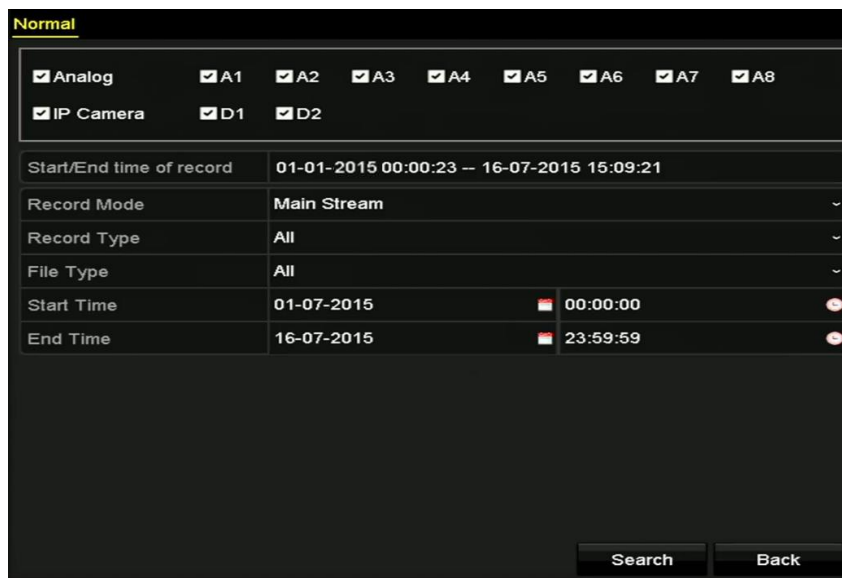 Normal
Analog A1 A2 A3 A4 A5 A6 A7 A8
IP Camera D1 D2
Start/End time of record 01-01-2015 00:00:23 -- 16-07-2015 15:09:21
Record Mode Main Stream
Record Type All
File Type All
Start Time 01-07-2015 00:00:00
End Time 16-07-2015 23:59:59
Search Back